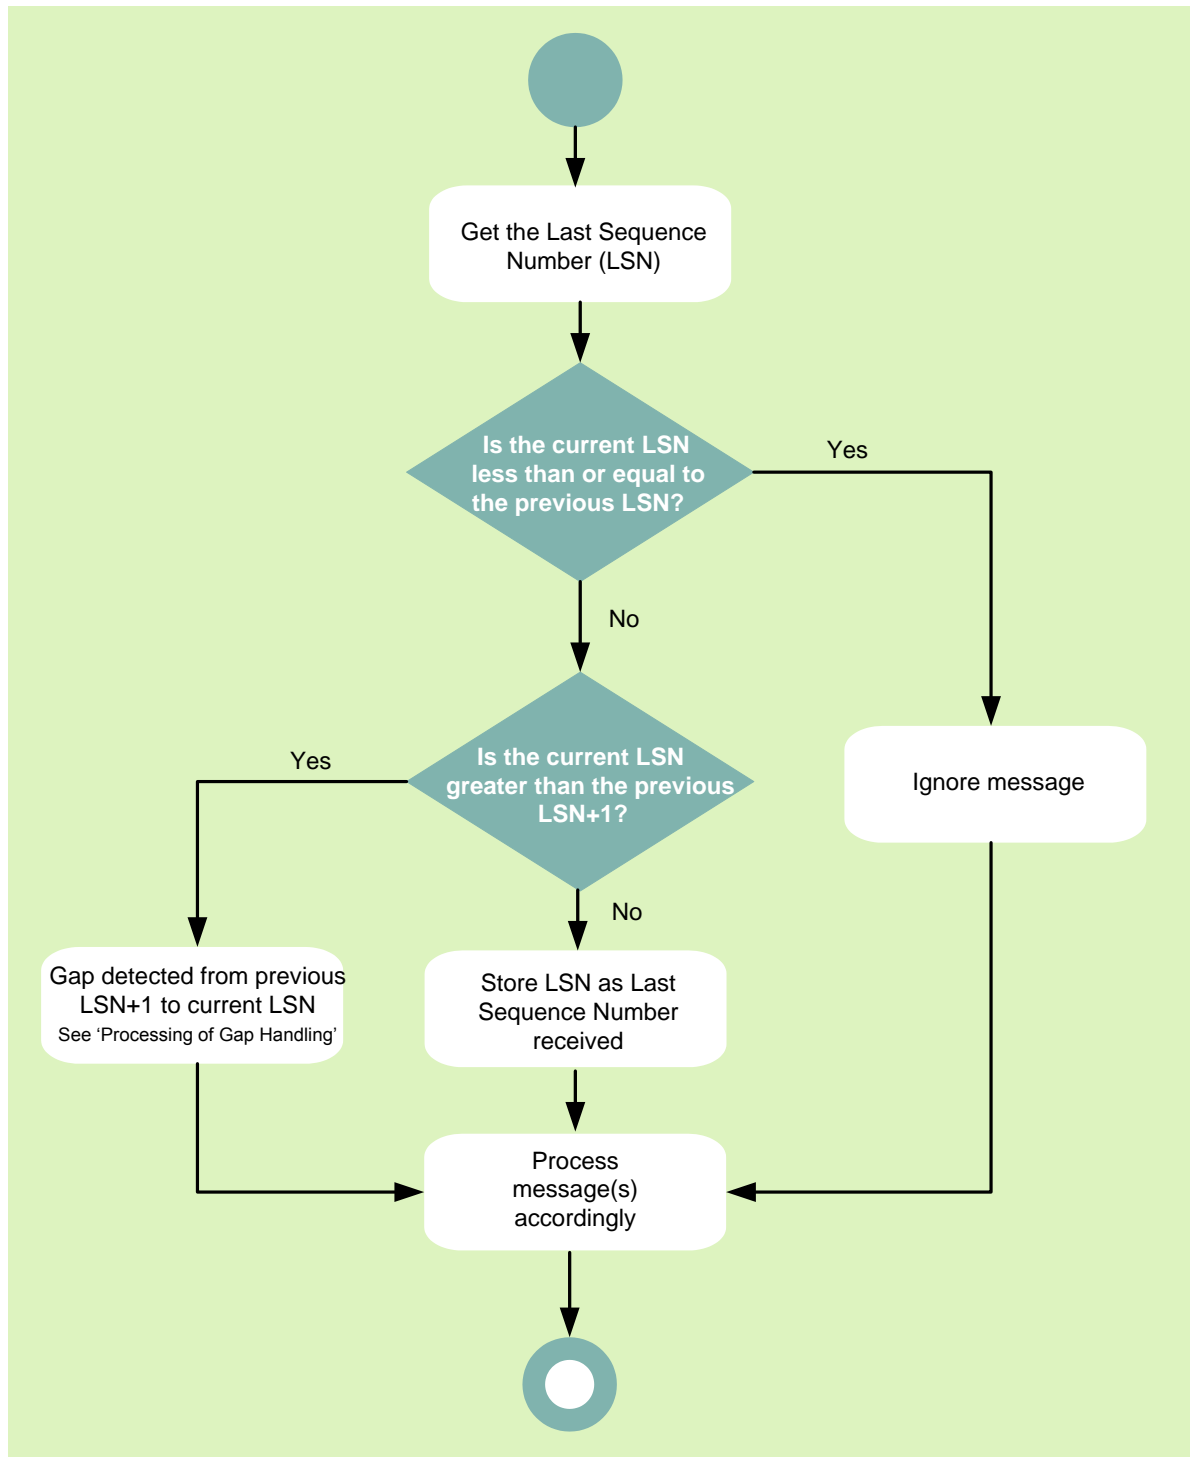 Get the Last Sequence
Number (LSN)
Is the current LSN
less than or equal to
the previous LSN?
Yes
No
Is the current LSN
greater than the previous
LSN+1?
Yes
Ignore message
No
Gap detected from previous
LSN+1 to current LSN
See ‘Processing of Gap Handling’
Store LSN as Last
Sequence Number
received
Process
message(s)
accordingly